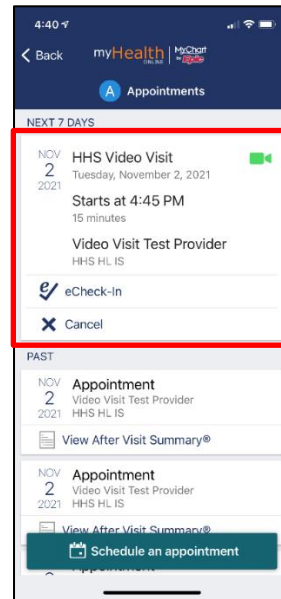 4:40
Back
myHealth ONLINE | MyChart by Epic
A Appointments
NEXT 7 DAYS
NOV 2 2021
HHS Video Visit
Tuesday, November 2, 2021
Starts at 4:45 PM
15 minutes
Video Visit Test Provider
HHS HL IS
eCheck-In
Cancel
PAST
NOV 2 2021
Appointment
Video Visit Test Provider
HHS HL IS
View After Visit Summary®
NOV 2 2021
Appointment
Video Visit Test Provider
HHS HL IS
View After Visit Summary®
Schedule an appointment